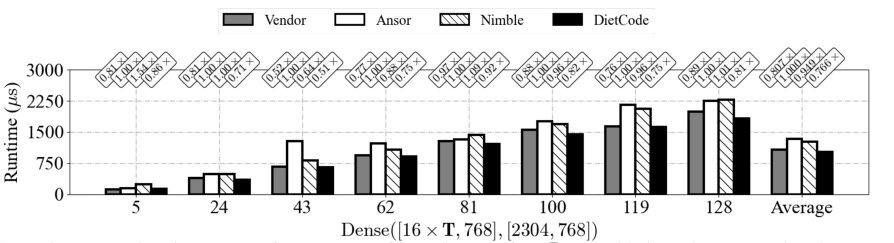 Vendor Ansor Nimble DietCode
1.00× 1.54× 0.86×
0.81× 1.00× 1.00× 0.71×
0.52× 1.00× 0.64× 0.51×
0.77× 1.00× 0.88× 0.75×
0.97× 1.00× 1.09× 0.92×
0.88× 1.00× 0.96× 0.82×
0.76× 1.00× 0.96× 0.75×
0.89× 1.00× 1.01× 0.81×
0.807× 1.000× 0.949× 0.766×
Runtime (μs)
3000
2250
1500
750
0
5 24 43 62 81 100 119 128 Average
Dense([16 × T, 768], [2304, 768])